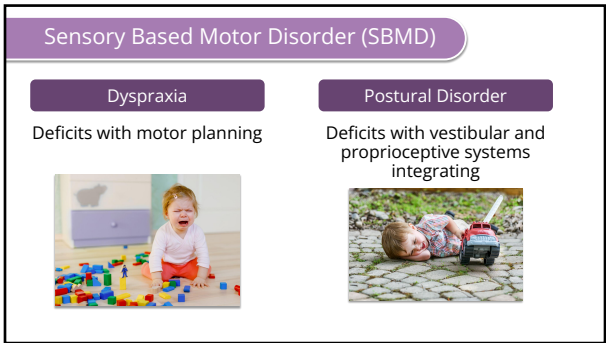 Sensory Based Motor Disorder (SBMD)
Dyspraxia
Deficits with motor planning
Postural Disorder
Deficits with vestibular and
proprioceptive systems
integrating